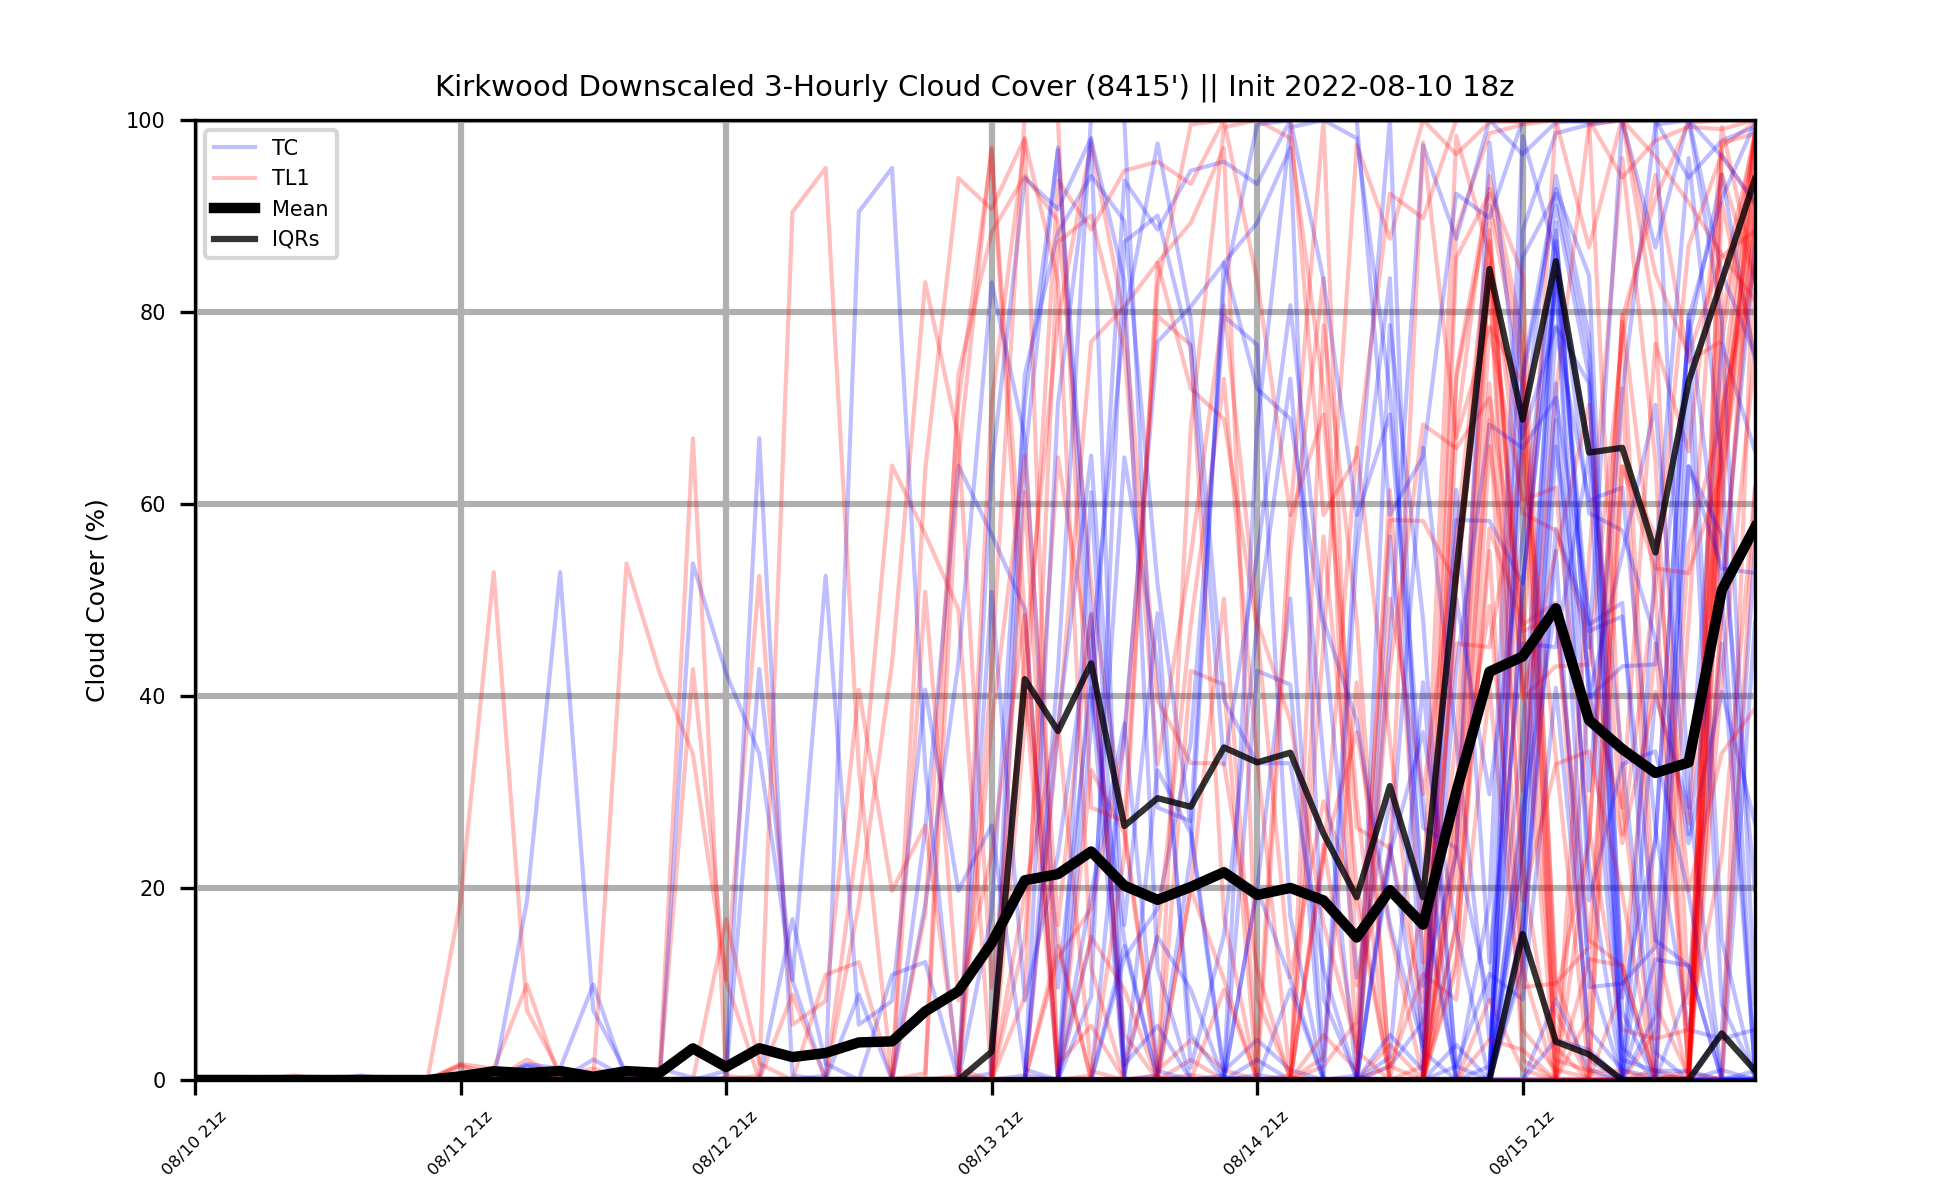 Kirkwood Downscaled 3-Hourly Cloud Cover (8415') || Init 2022-08-10 18z
100
80
60
40
20
0
Cloud Cover (%)
TC
TL1
Mean
IQRs
08/10 21z
08/11 21z
08/12 21z
08/13 21z
08/14 21z
08/15 21z